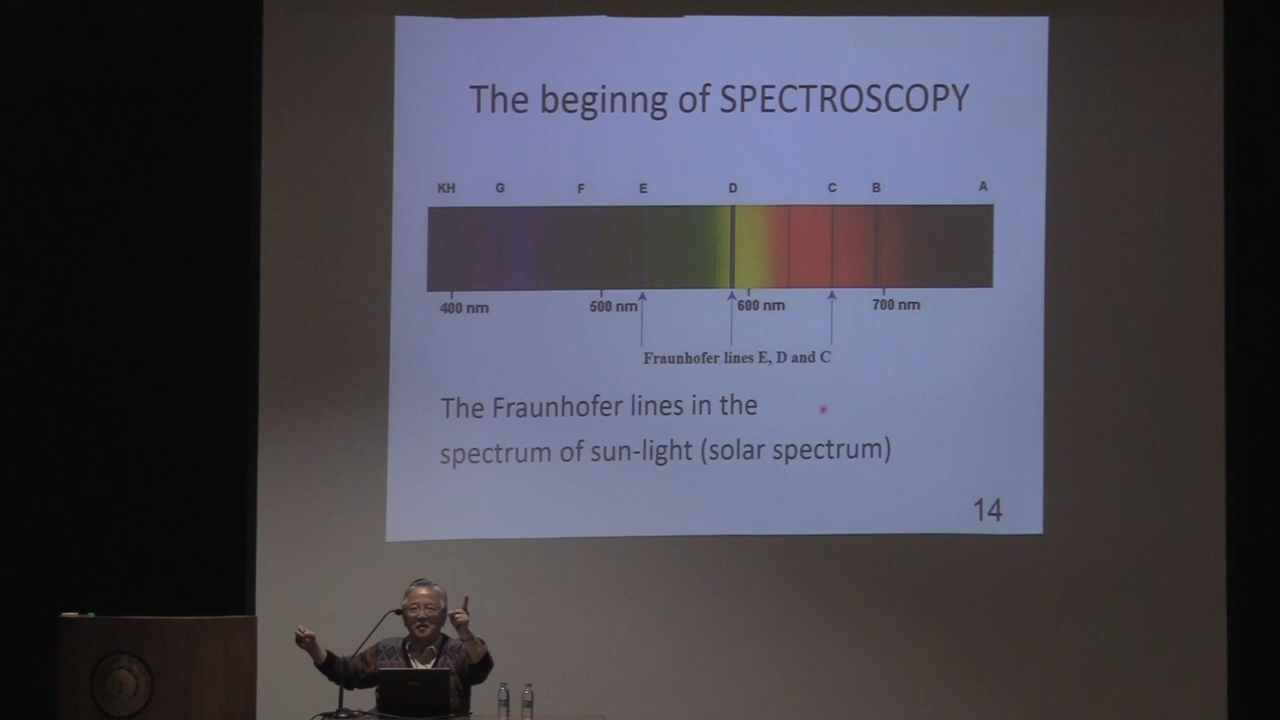 The beginng of SPECTROSCOPY
KH G F E D C B A
400 nm 500 nm 600 nm 700 nm
Fraunhofer lines E, D and C
The Fraunhofer lines in the
spectrum of sun-light (solar spectrum)
14